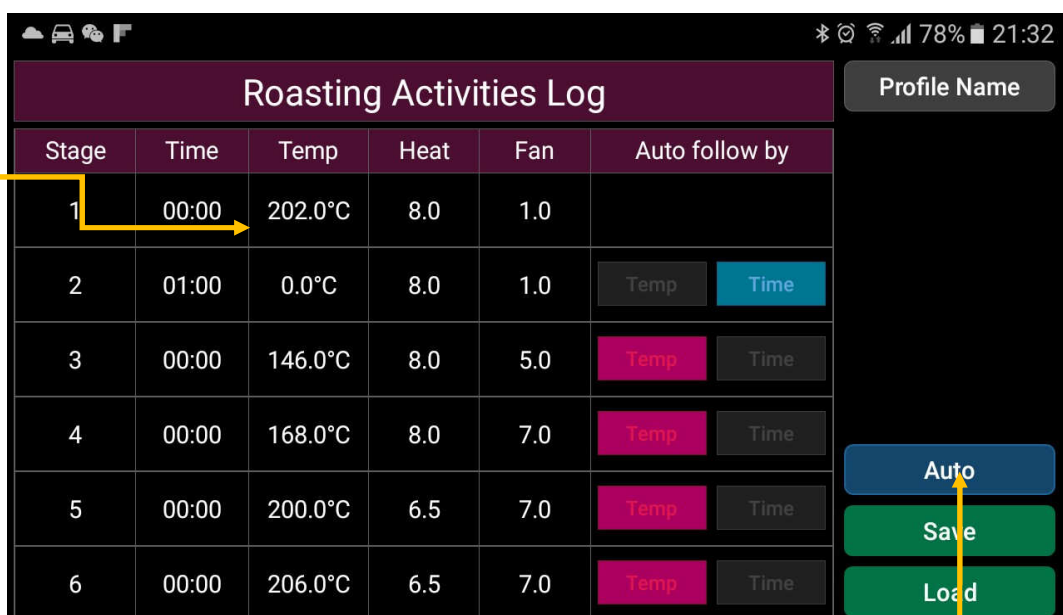 78% 21:32
Roasting Activities Log
Profile Name
Stage Time Temp Heat Fan Auto follow by
1 00:00 202.0°C 8.0 1.0
2 01:00 0.0°C 8.0 1.0 Temp Time
3 00:00 146.0°C 8.0 5.0 Temp Time
4 00:00 168.0°C 8.0 7.0 Temp Time
Auto
5 00:00 200.0°C 6.5 7.0 Temp Time
Save
6 00:00 206.0°C 6.5 7.0 Temp Time
Load